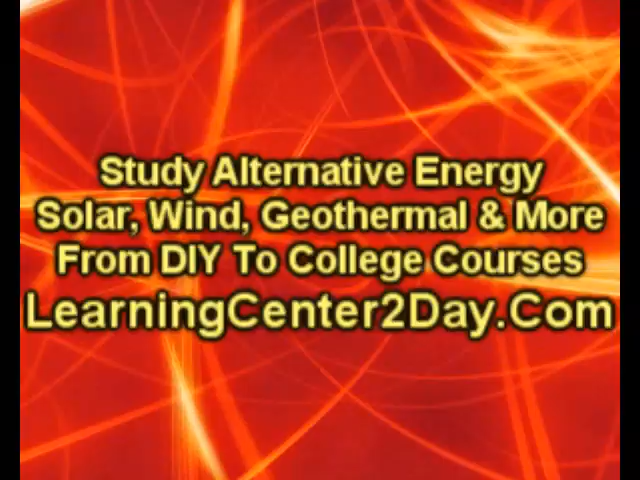 Study Alternative Energy
Solar, Wind, Geothermal & More
From DIY To College Courses
LearningCenter2Day.Com